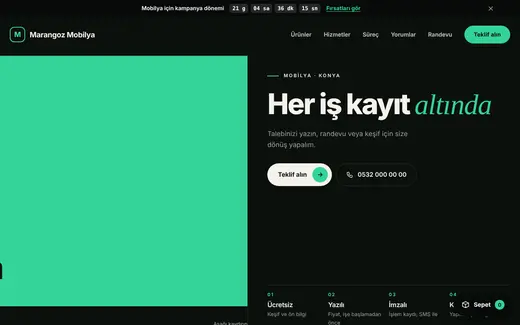 Mobilya için kampanya dönemi 21 g 04 sa 36 dk 15 sn Fırsatları gör
M Marangoz Mobilya
Ürünler Hizmetler Süreç Yorumlar Randevu Teklif alın
MOBİLYA · KONYA
Her iş kayıt altında
Talebinizi yazın, randevu veya keşif için size
dönüş yapalım.
Teklif alın
0532 000 00 00
01 02 03 04
Ücretsiz Yazılı İmzalı K
Sepet 0
Keşif ve ön bilgi
Fiyat, işe başlamadan
önce
İşlem kaydı, SMS ile
Aşağı kaydırın